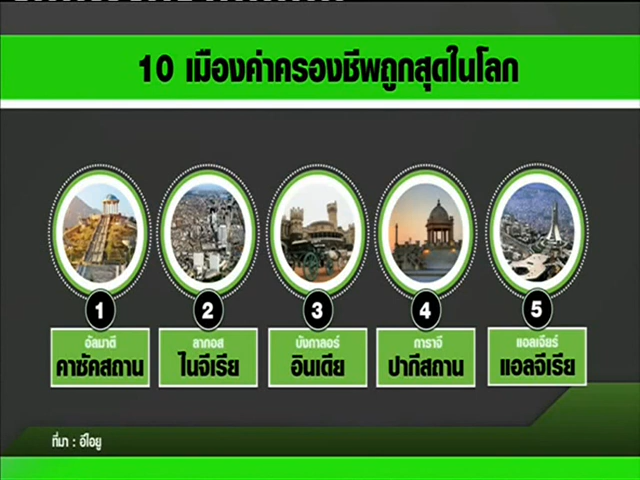 10 เมืองค่าครองชีพถูกสุดในโลก
1
2
3
4
5
อัลมาตี
คาซัคสถาน
ลากอส
ไนจีเรีย
บังกาลอร์
อินเดีย
การาจี
ปากีสถาน
แอลเจียร์
แอลจีเรีย
ที่มา : อีไอยู